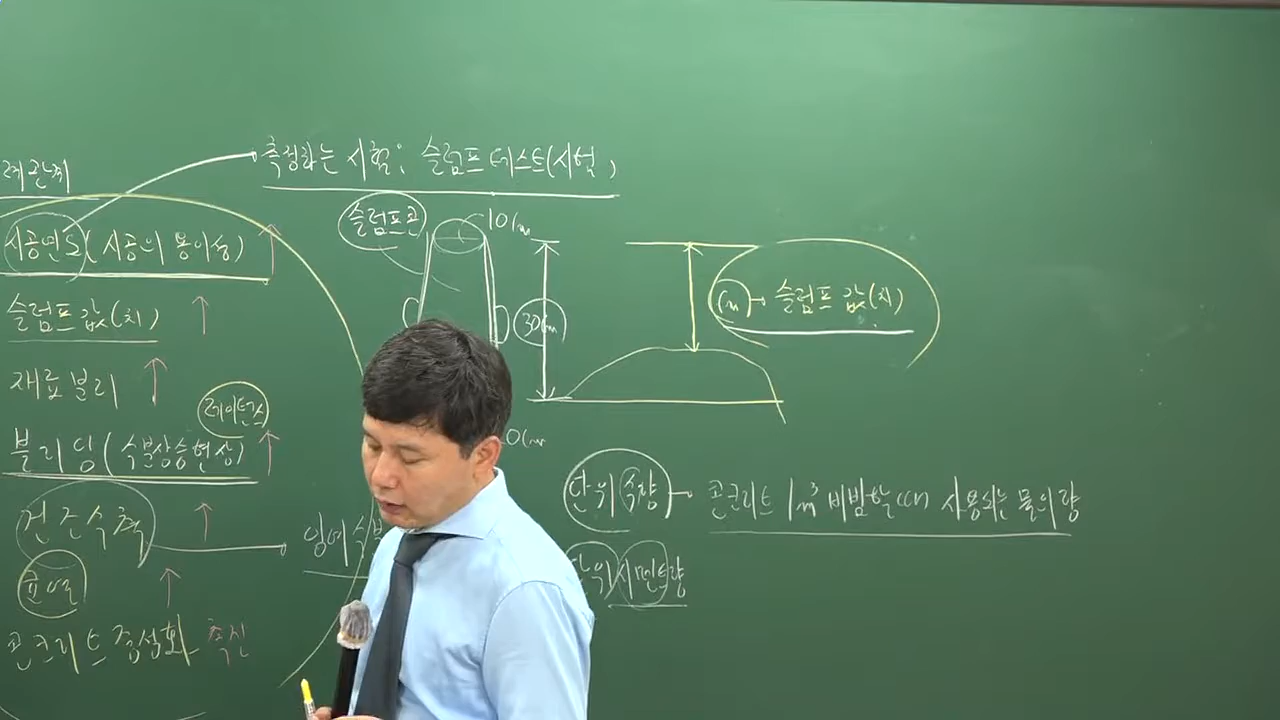 측정하는 시험: 슬럼프 테스트(시험)
시공연도(시공의 용이성)
슬럼프 값(치)
재료분리
레이턴스
블리딩(수분상승현상)
건조수축
균열
콘크리트 중성화 촉진
슬럼프콘
10cm
30cm
cm → 슬럼프 값(치)
잉여수
단위수량 → 콘크리트 1m³ 비빔할 때 사용되는 물의 량
단위시멘트량